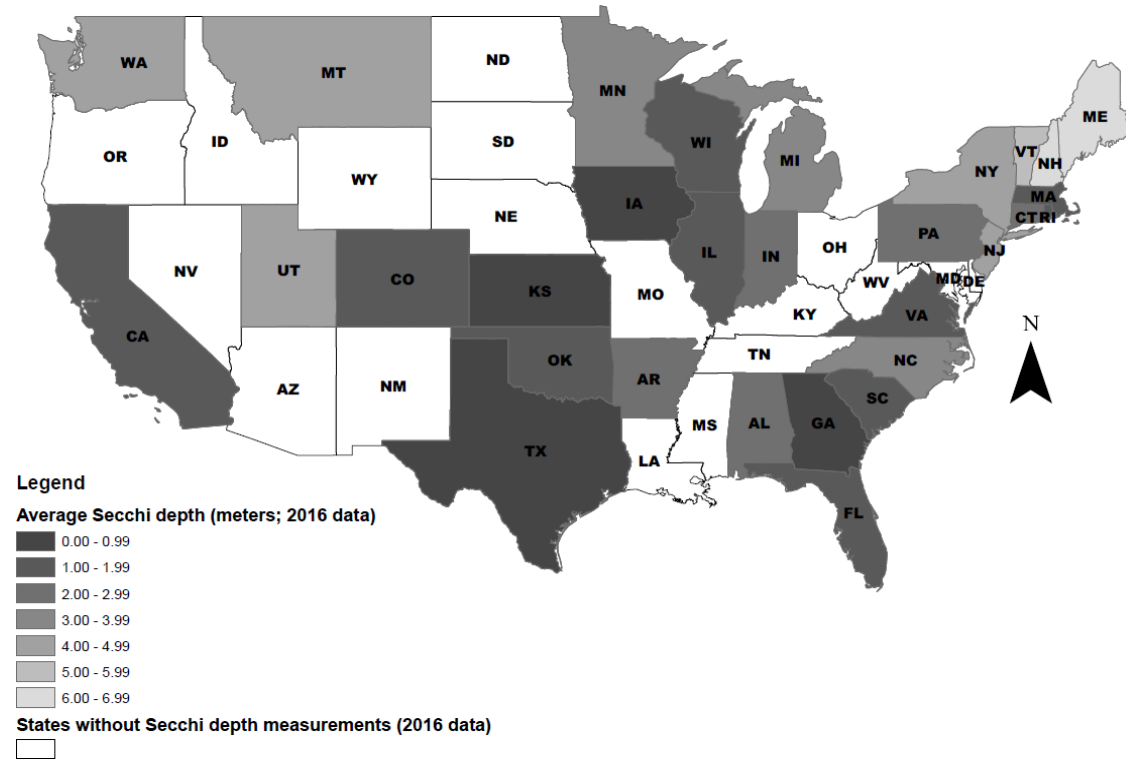 WA
MT
ND
MN
ME
OR
ID
SD
WI
MI
VT
NH
NY
WY
MA
IA
CT
RI
NE
PA
NV
UT
CO
IL
IN
OH
NJ
KS
MO
WV
MD
DE
KY
VA
CA
N
OK
TN
NC
AZ
NM
AR
SC
MS
AL
GA
TX
LA
FL
Legend
Average Secchi depth (meters; 2016 data)
0.00 - 0.99
1.00 - 1.99
2.00 - 2.99
3.00 - 3.99
4.00 - 4.99
5.00 - 5.99
6.00 - 6.99
States without Secchi depth measurements (2016 data)